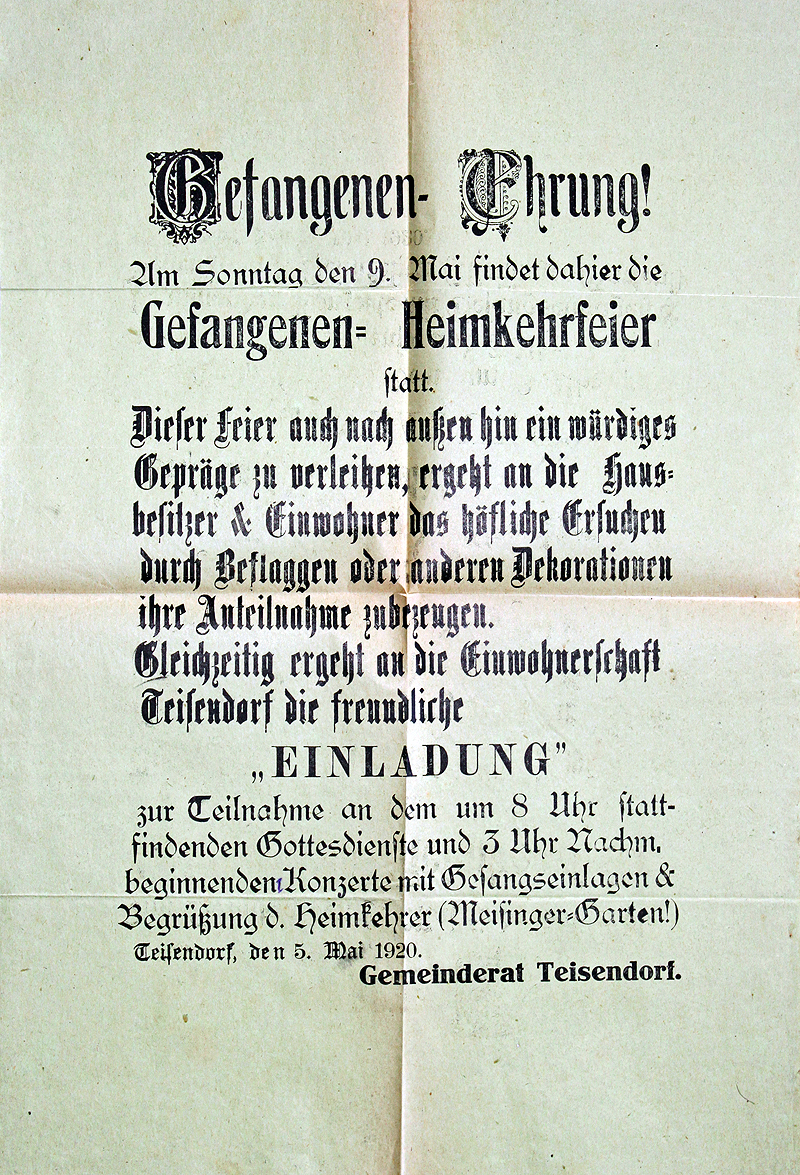 Gefangenen- Ehrung!
Am Sonntag den 9. Mai findet dahier die
Gefangenen= Heimkehrfeier
statt.
Dieser Feier auch nach außen hin ein würdiges
Gepräge zu verleihen, ergeht an die Haus=
besitzer & Einwohner das höfliche Ersuchen
durch Beflaggen oder anderen Dekorationen
ihre Anteilnahme zubezeugen.
Gleichzeitig ergeht an die Einwohnerschaft
Teisendorf die freundliche
„EINLADUNG”
zur Teilnahme an dem um 8 Uhr statt-
findenden Gottesdienste und 3 Uhr Nachm.
beginnendem Konzerte mit Gesangseinlagen &
Begrüßung d. Heimkehrer (Meisinger=Garten!)
Teisendorf, den 5. Mai 1920.
Gemeinderat Teisendorf.